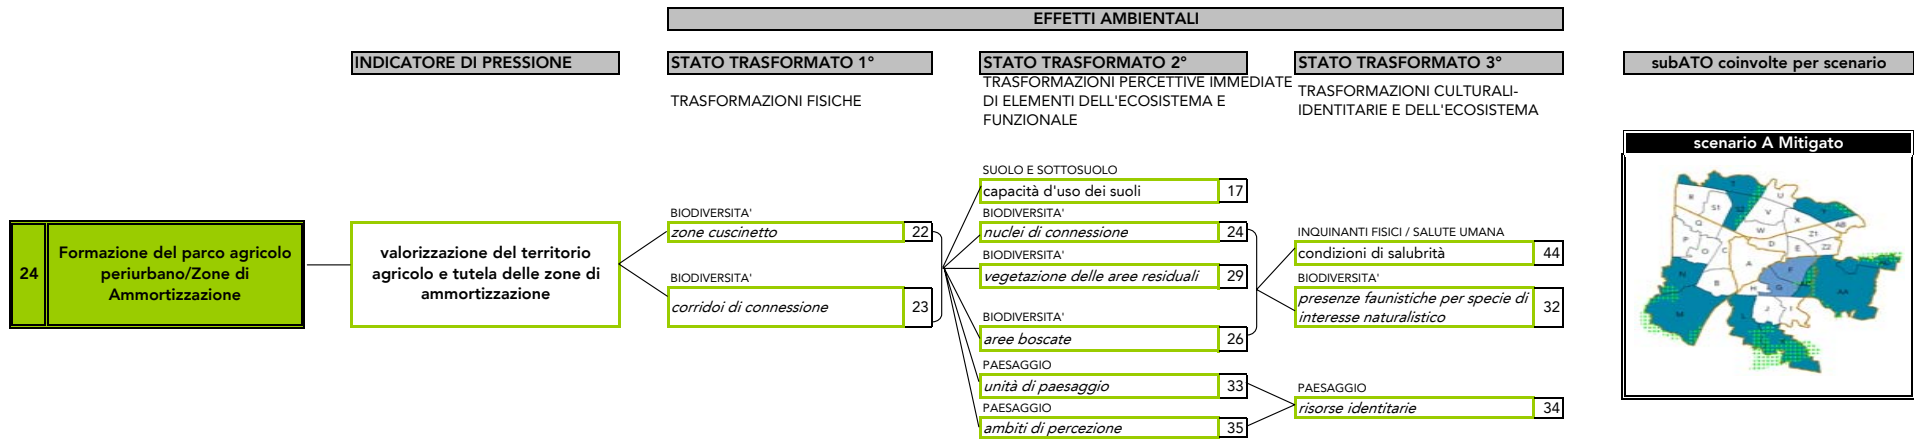 EFFETTI AMBIENTALI
INDICATORE DI PRESSIONE
STATO TRASFORMATO 1°
STATO TRASFORMATO 2°
STATO TRASFORMATO 3°
subATO coinvolte per scenario
TRASFORMAZIONI FISICHE
TRASFORMAZIONI PERCETTIVE IMMEDIATE
DI ELEMENTI DELL'ECOSISTEMA E
FUNZIONALE
TRASFORMAZIONI CULTURALI-
IDENTITARIE E DELL'ECOSISTEMA
24
Formazione del parco agricolo
periurbano/Zone di
Ammortizzazione
valorizzazione del territorio
agricolo e tutela delle zone di
ammortizzazione
BIODIVERSITA'
zone cuscinetto 22
BIODIVERSITA'
corridoi di connessione 23
SUOLO E SOTTOSUOLO
capacità d'uso dei suoli 17
BIODIVERSITA'
nuclei di connessione 24
BIODIVERSITA'
vegetazione delle aree residuali 29
BIODIVERSITA'
aree boscate 26
PAESAGGIO
unità di paesaggio 33
PAESAGGIO
ambiti di percezione 35
INQUINANTI FISICI / SALUTE UMANA
condizioni di salubrità 44
BIODIVERSITA'
presenze faunistiche per specie di
interesse naturalistico 32
PAESAGGIO
risorse identitarie 34
scenario A Mitigato
T
R
S1
U
V
X
AB
Q
W
Z1
Z2
P
O
C
D
E
A
F
N
B
H
G
AA
M
L
J
I